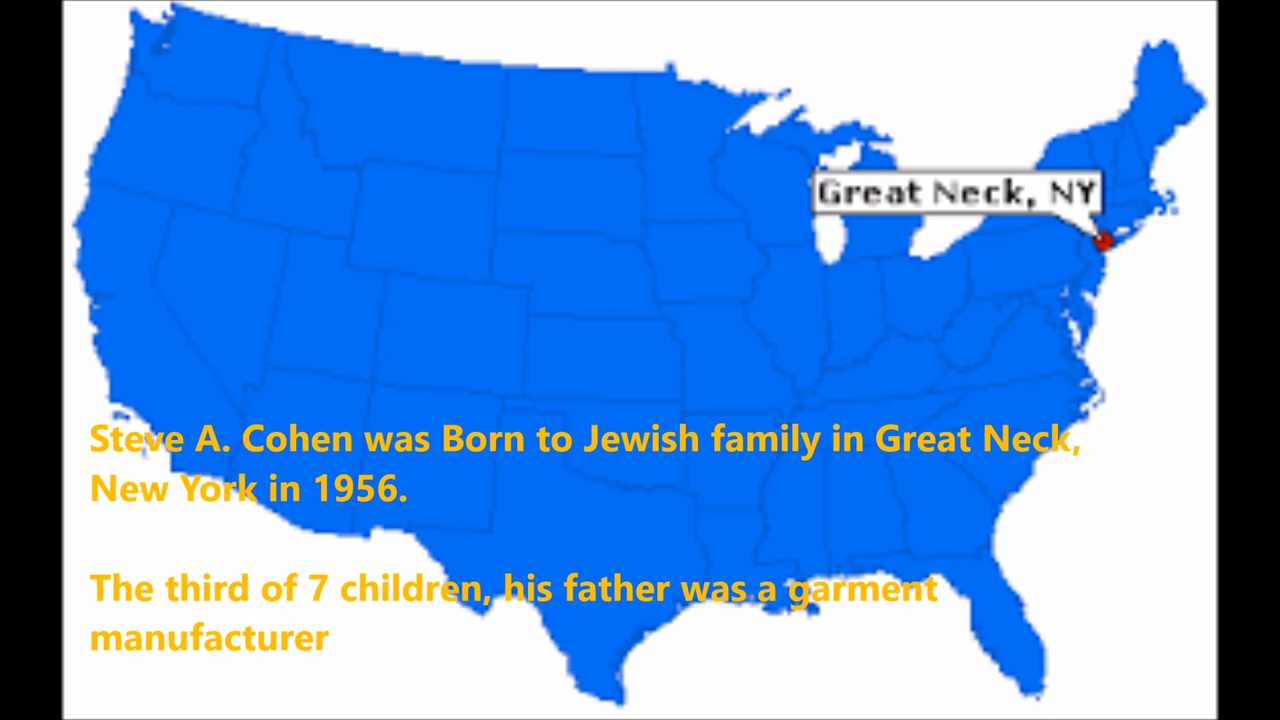 Great Neck, NY
Steve A. Cohen was Born to Jewish family in Great Neck,
New York in 1956.
The third of 7 children, his father was a garment
manufacturer